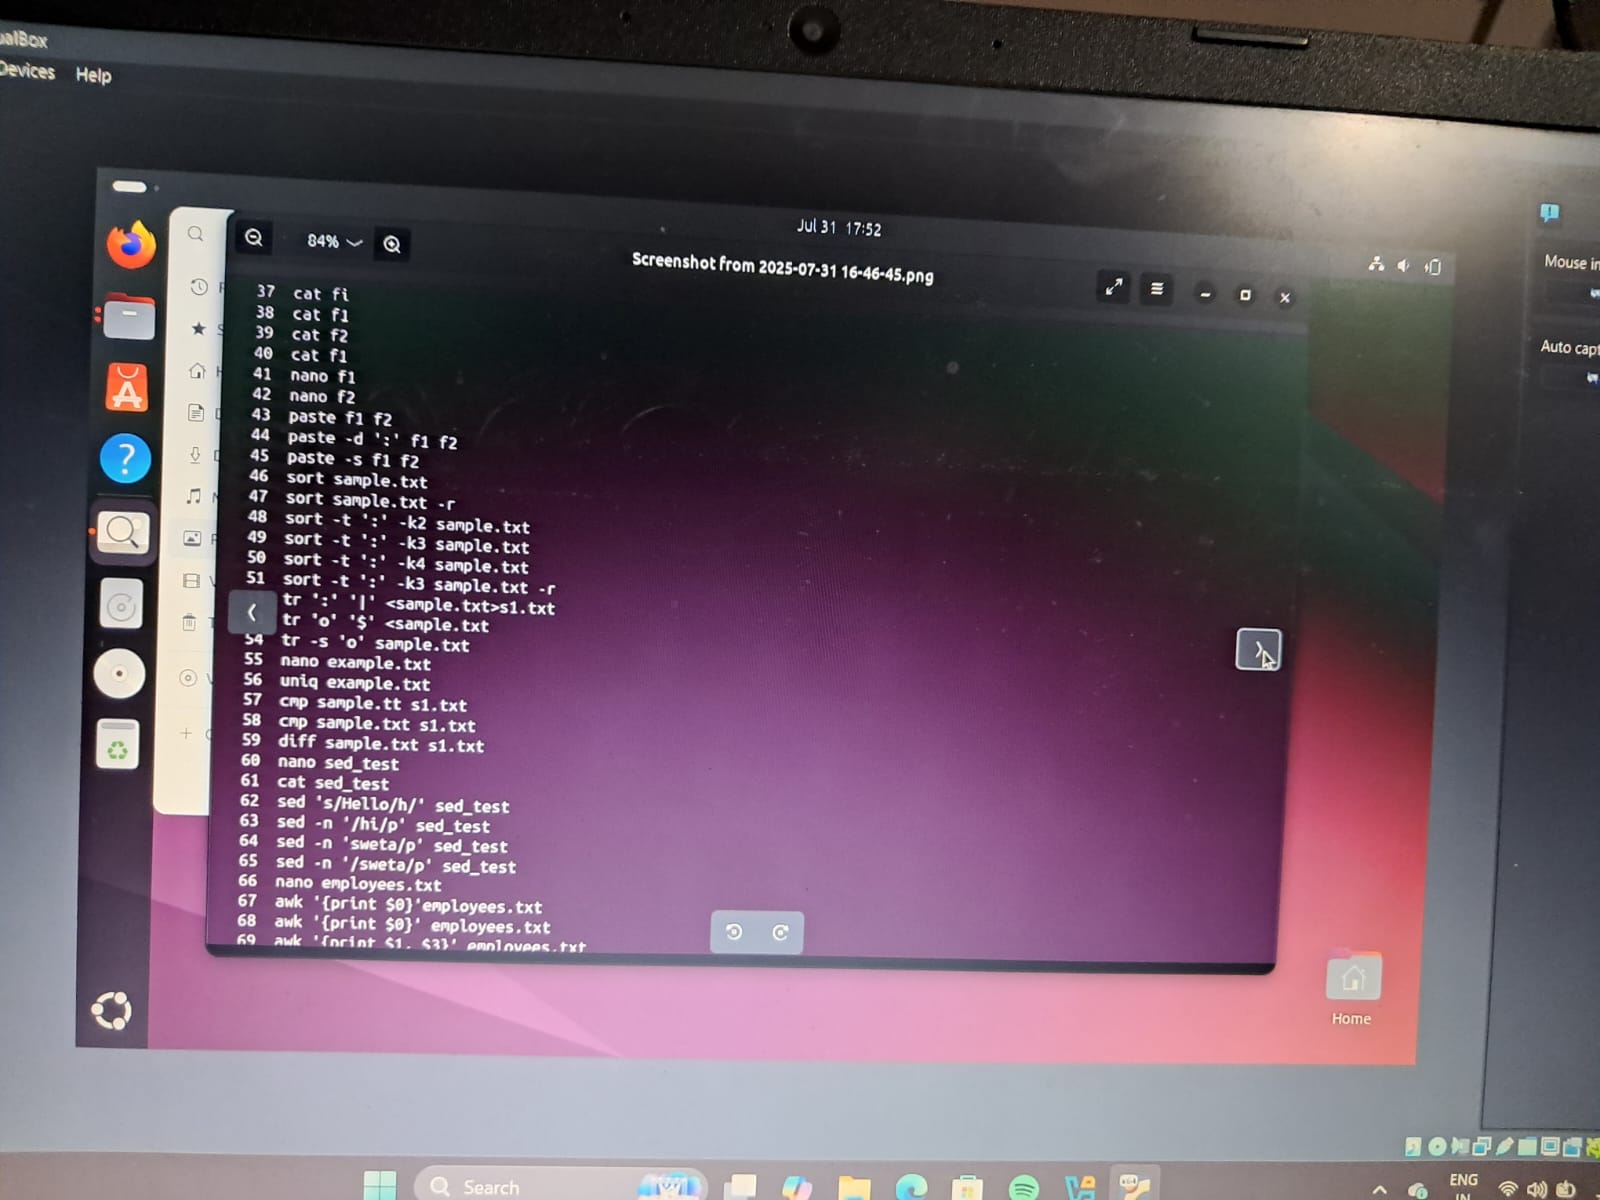 Devices Help
Jul 31 17:52
84%
Screenshot from 2025-07-31 16-46-45.png
37 cat fi
38 cat f1
39 cat f2
40 cat f1
41 nano f1
42 nano f2
43 paste f1 f2
44 paste -d ':' f1 f2
45 paste -s f1 f2
46 sort sample.txt
47 sort sample.txt -r
48 sort -t ':' -k2 sample.txt
49 sort -t ':' -k3 sample.txt
50 sort -t ':' -k4 sample.txt
51 sort -t ':' -k3 sample.txt -r
tr ':' '|' <sample.txt>s1.txt
tr 'o' '$' <sample.txt
54 tr -s 'o' sample.txt
55 nano example.txt
56 uniq example.txt
57 cmp sample.tt s1.txt
58 cmp sample.txt s1.txt
59 diff sample.txt s1.txt
60 nano sed_test
61 cat sed_test
62 sed 's/Hello/h/' sed_test
63 sed -n '/hi/p' sed_test
64 sed -n 'sweta/p' sed_test
65 sed -n '/sweta/p' sed_test
66 nano employees.txt
67 awk '{print $0}'employees.txt
68 awk '{print $0}' employees.txt
69 awk '{print $1, $3}' employees.txt
Mouse in
Auto capt
Home
Search
ENG
IN